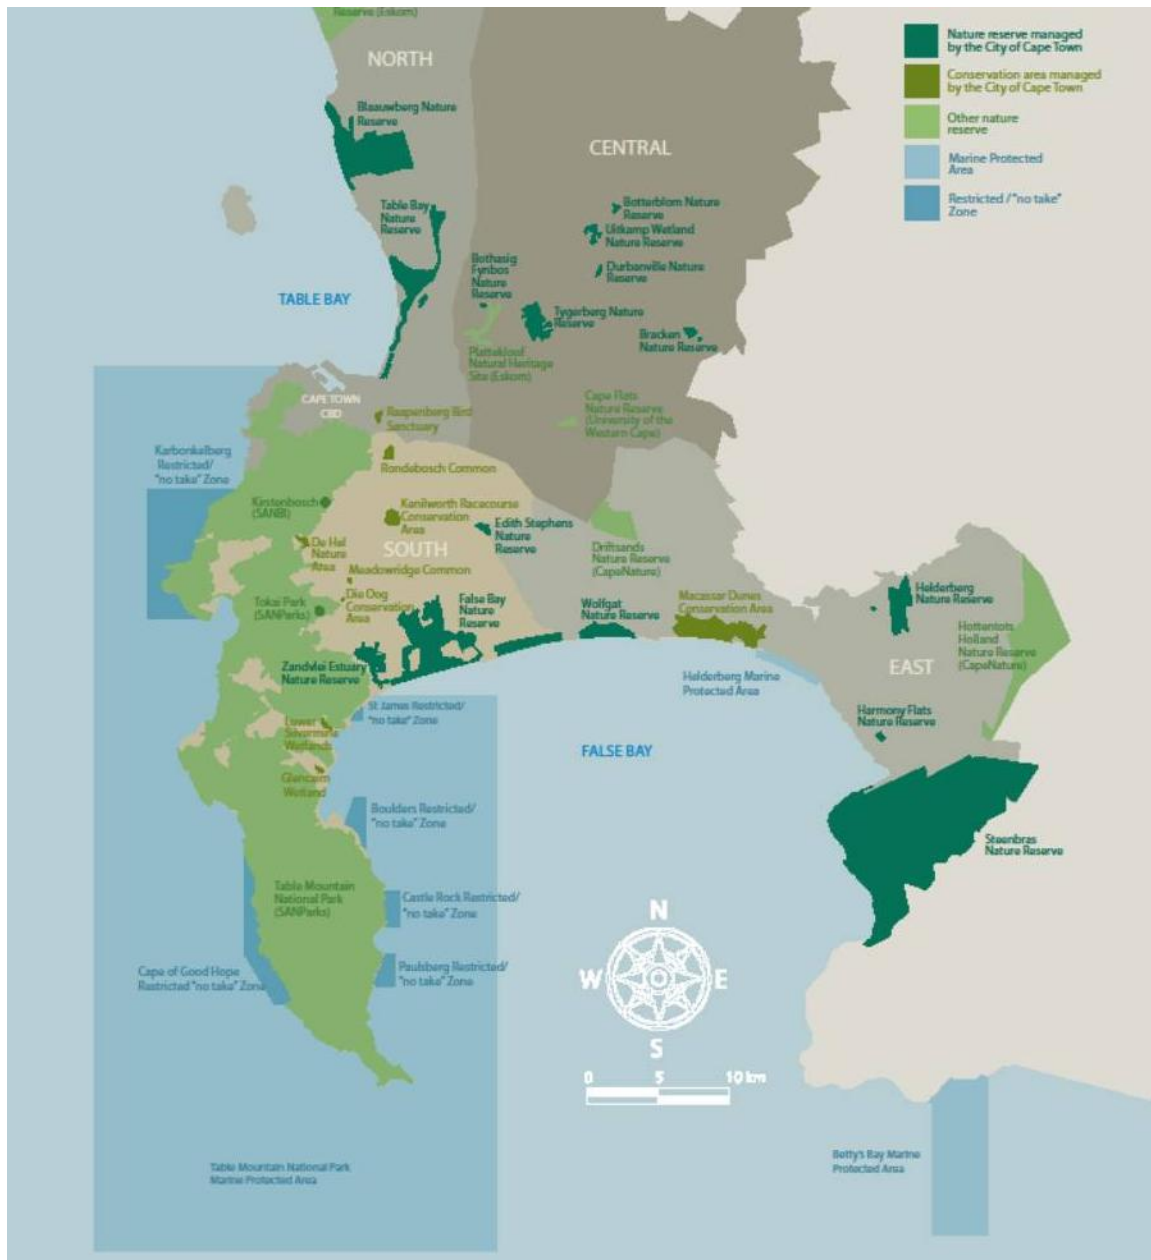 Reserve (Eskom)
NORTH
Blaauwberg Nature
Reserve
CENTRAL
Table Bay
Nature
Reserve
Botterblom Nature
Reserve
Uitkamp Wetland
Nature Reserve
Durbanville Nature
Reserve
Bothasig
Fynbos
Nature
Reserve
TABLE BAY
Tygerberg Nature
Reserve
Bracken
Nature Reserve
Plattekloof
Natural Heritage
Site (Eskom)
CAPE TOWN
CBD
Raapenberg Bird
Sanctuary
Cape Flats
Nature Reserve
(University of the
Western Cape)
Karbonkelberg
Restricted/
"no take" Zone
Rondebosch Common
Kirstenbosch
(SANBI)
Kenilworth Racecourse
Conservation
Area
Edith Stephens
Nature
Reserve
De Hel
Nature
Area
SOUTH
Driftsands
Nature Reserve
(CapeNature)
Meadowridge Common
Die Oog
Conservation
Area
Tokai Park
(SANParks)
False Bay
Nature
Reserve
Wolfgat
Nature Reserve
Macassar Dunes
Conservation Area
Helderberg
Nature Reserve
Hottentots
Holland
Nature Reserve
(CapeNature)
Zandvlei Estuary
Nature Reserve
EAST
Helderberg Marine
Protected Area
St James Restricted/
"no take" Zone
Harmony Flats
Nature Reserve
Lower
Silvermine
Wetlands
FALSE BAY
Glencairn
Wetland
Boulders Restricted/
"no take" Zone
Steenbras
Nature Reserve
Table Mountain
National Park
(SANParks)
Castle Rock Restricted/
"no take" Zone
Cape of Good Hope
Restricted "no take" Zone
Paulsberg Restricted/
"no take" Zone
N
W
E
S
0 5 10 km
Table Mountain National Park
Marine Protected Area
Betty's Bay Marine
Protected Area
Nature reserve managed
by the City of Cape Town
Conservation area managed
by the City of Cape Town
Other nature
reserve
Marine Protected
Area
Restricted / "no take"
Zone